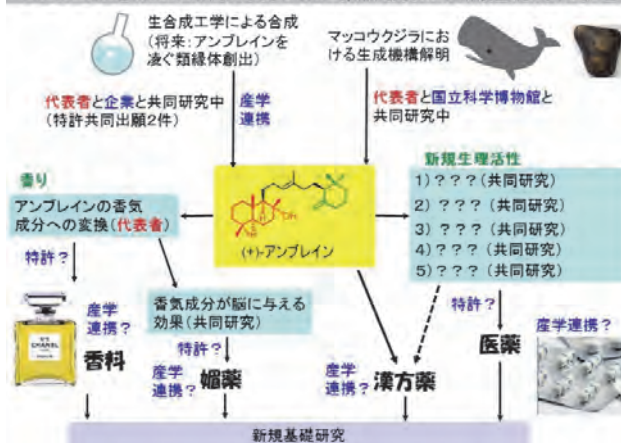 生合成工学による合成
(将来:アンブレインを
凌ぐ類縁体創出)
マッコウクジラにお
ける生成機構解明
代表者と企業と共同研究中
(特許共同出願2件)
産学
連携
代表者と国立科学博物館と
共同研究中
香り
アンブレインの香気
成分への変換(代表者)
(+)-アンブレイン
新規生理活性
1)???(共同研究)
2)???(共同研究)
3)???(共同研究)
4)???(共同研究)
5)???(共同研究)
特許?
産学
連携?
香料
CHANEL
香気成分が脳に与える
効果(共同研究)
特許?
産学
連携?
媚薬
産学
連携?
漢方薬
特許?
医薬
産学連携?
新規基礎研究